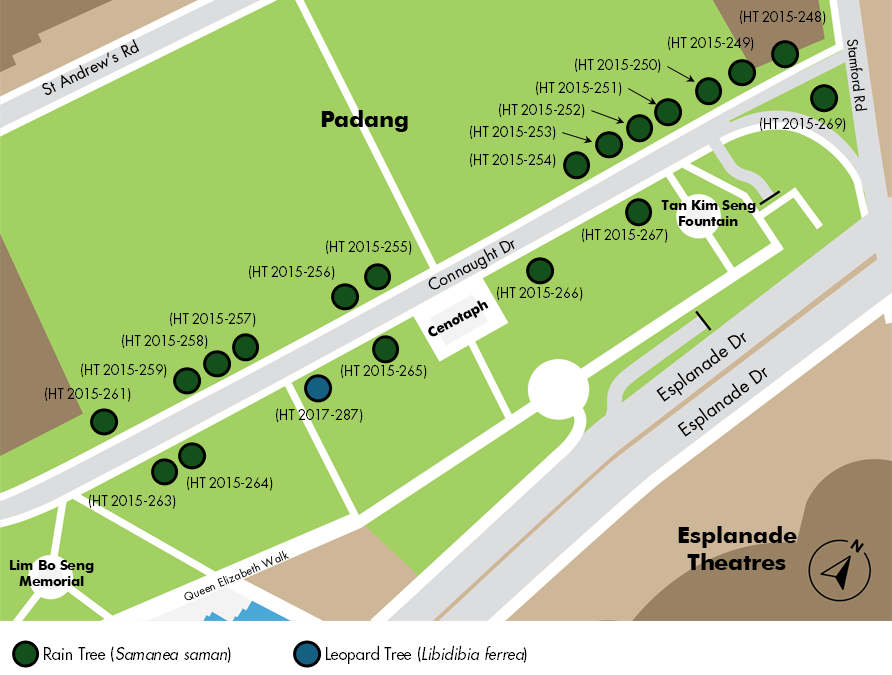 (HT 2015-248)
(HT 2015-249)
(HT 2015-250)
(HT 2015-251)
(HT 2015-252)
(HT 2015-253)
(HT 2015-254)
St Andrew's Rd
Stamford Rd
Padang
(HT 2015-269)
Tan Kim Seng
Fountain
(HT 2015-267)
(HT 2015-255)
(HT 2015-256)
Connaught Dr
(HT 2015-266)
Cenotaph
(HT 2015-257)
(HT 2015-258)
(HT 2015-259)
(HT 2015-261)
(HT 2015-265)
(HT 2017-287)
Esplanade Dr
Esplanade Dr
(HT 2015-264)
(HT 2015-263)
Lim Bo Seng
Memorial
Queen Elizabeth Walk
Esplanade
Theatres
N
Rain Tree (Samanea saman)
Leopard Tree (Libidibia ferrea)